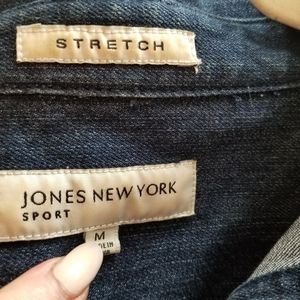 STRETCH
JONES NEW YORK
SPORT
M